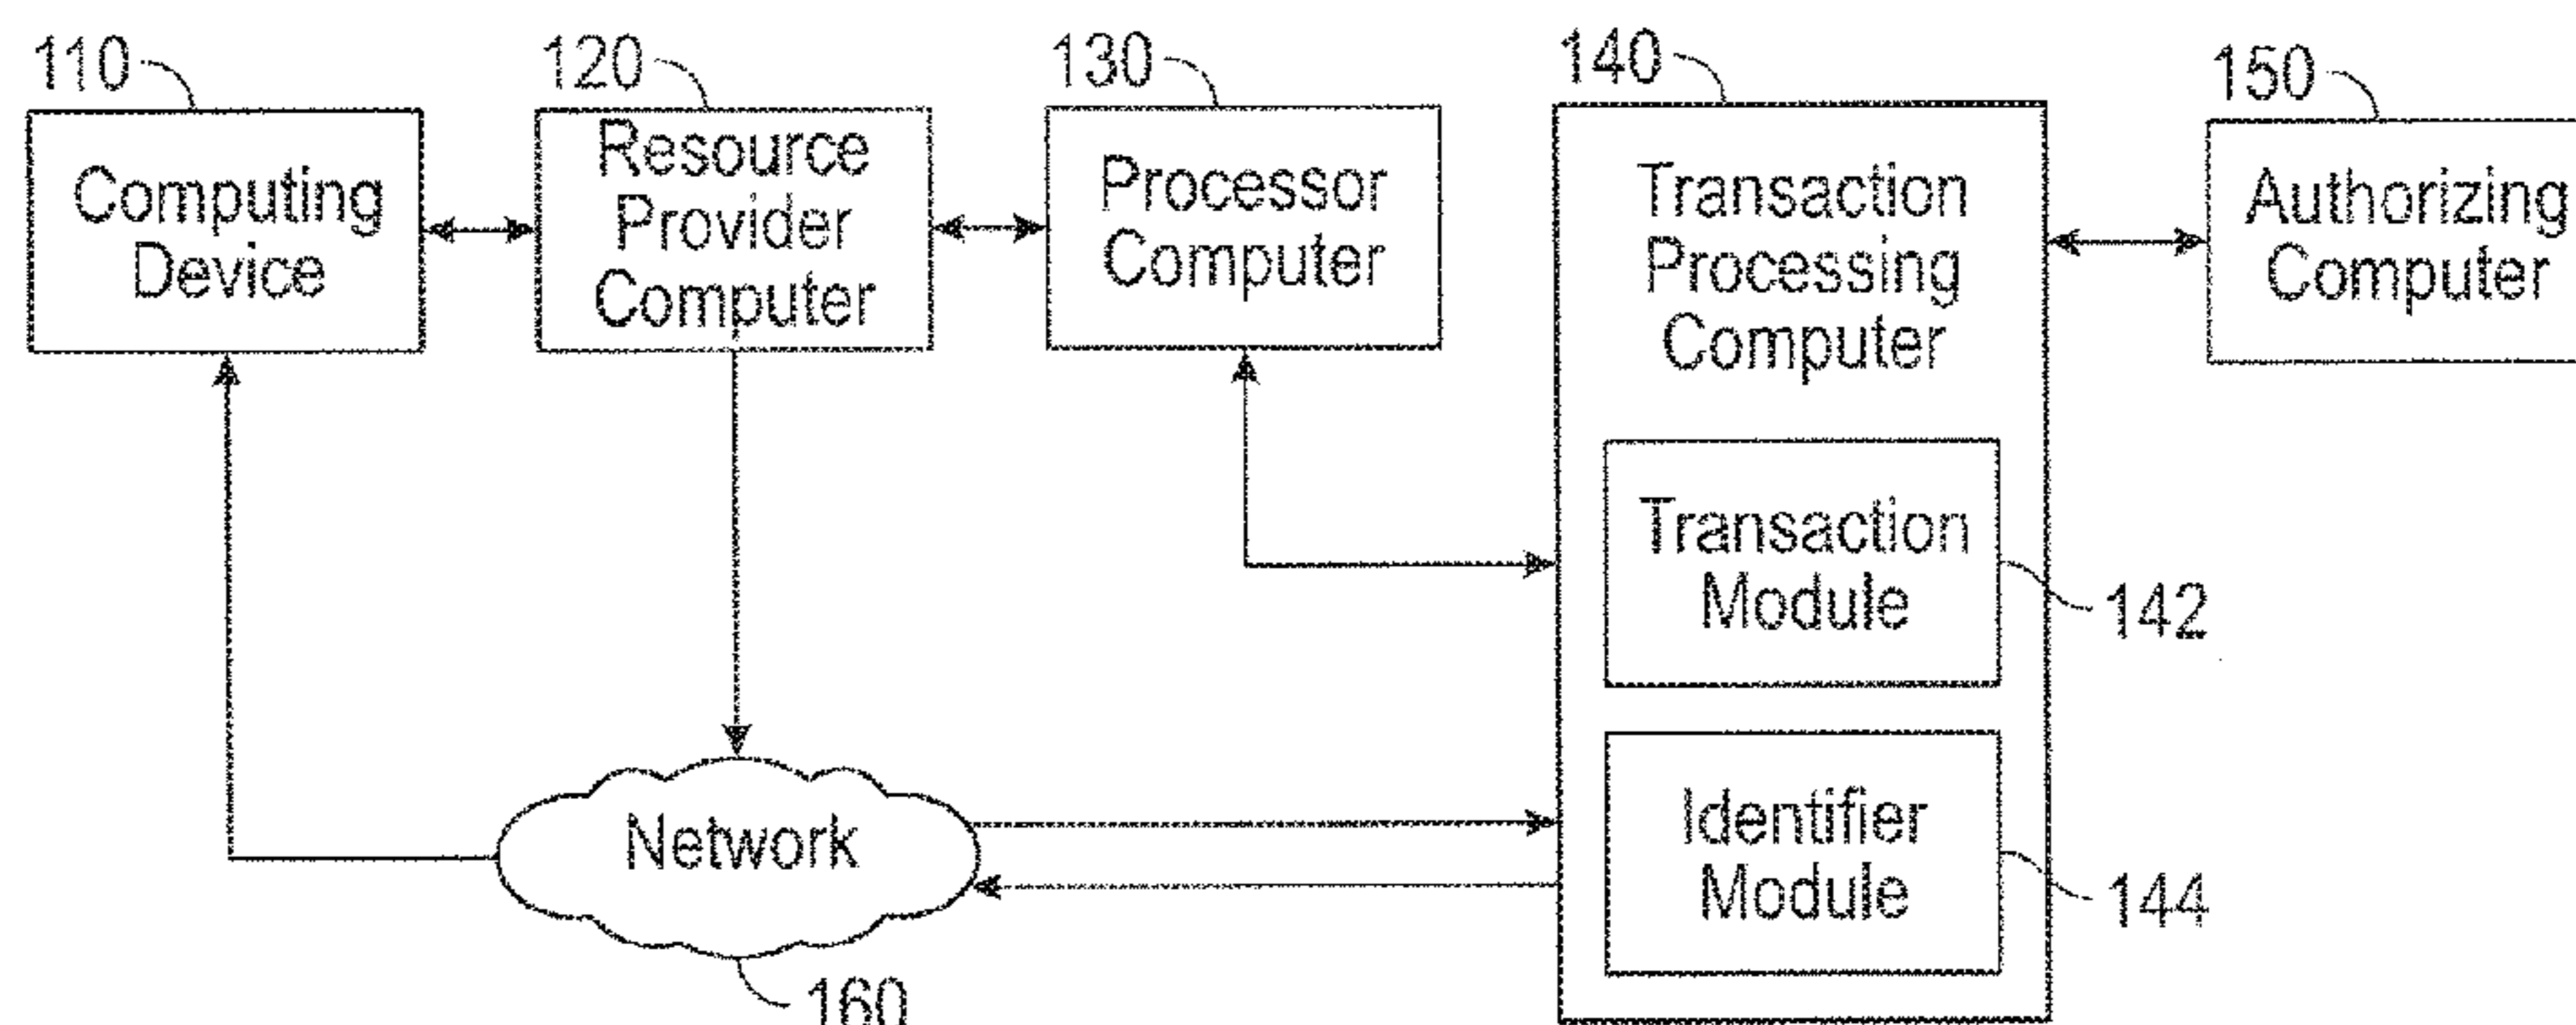 110
120
130
140
150
Computing
Device
Resource
Provider
Computer
Processor
Computer
Transaction
Processing
Computer
Authorizing
Computer
Transaction
Module
142
Identifier
Module
144
Network
160